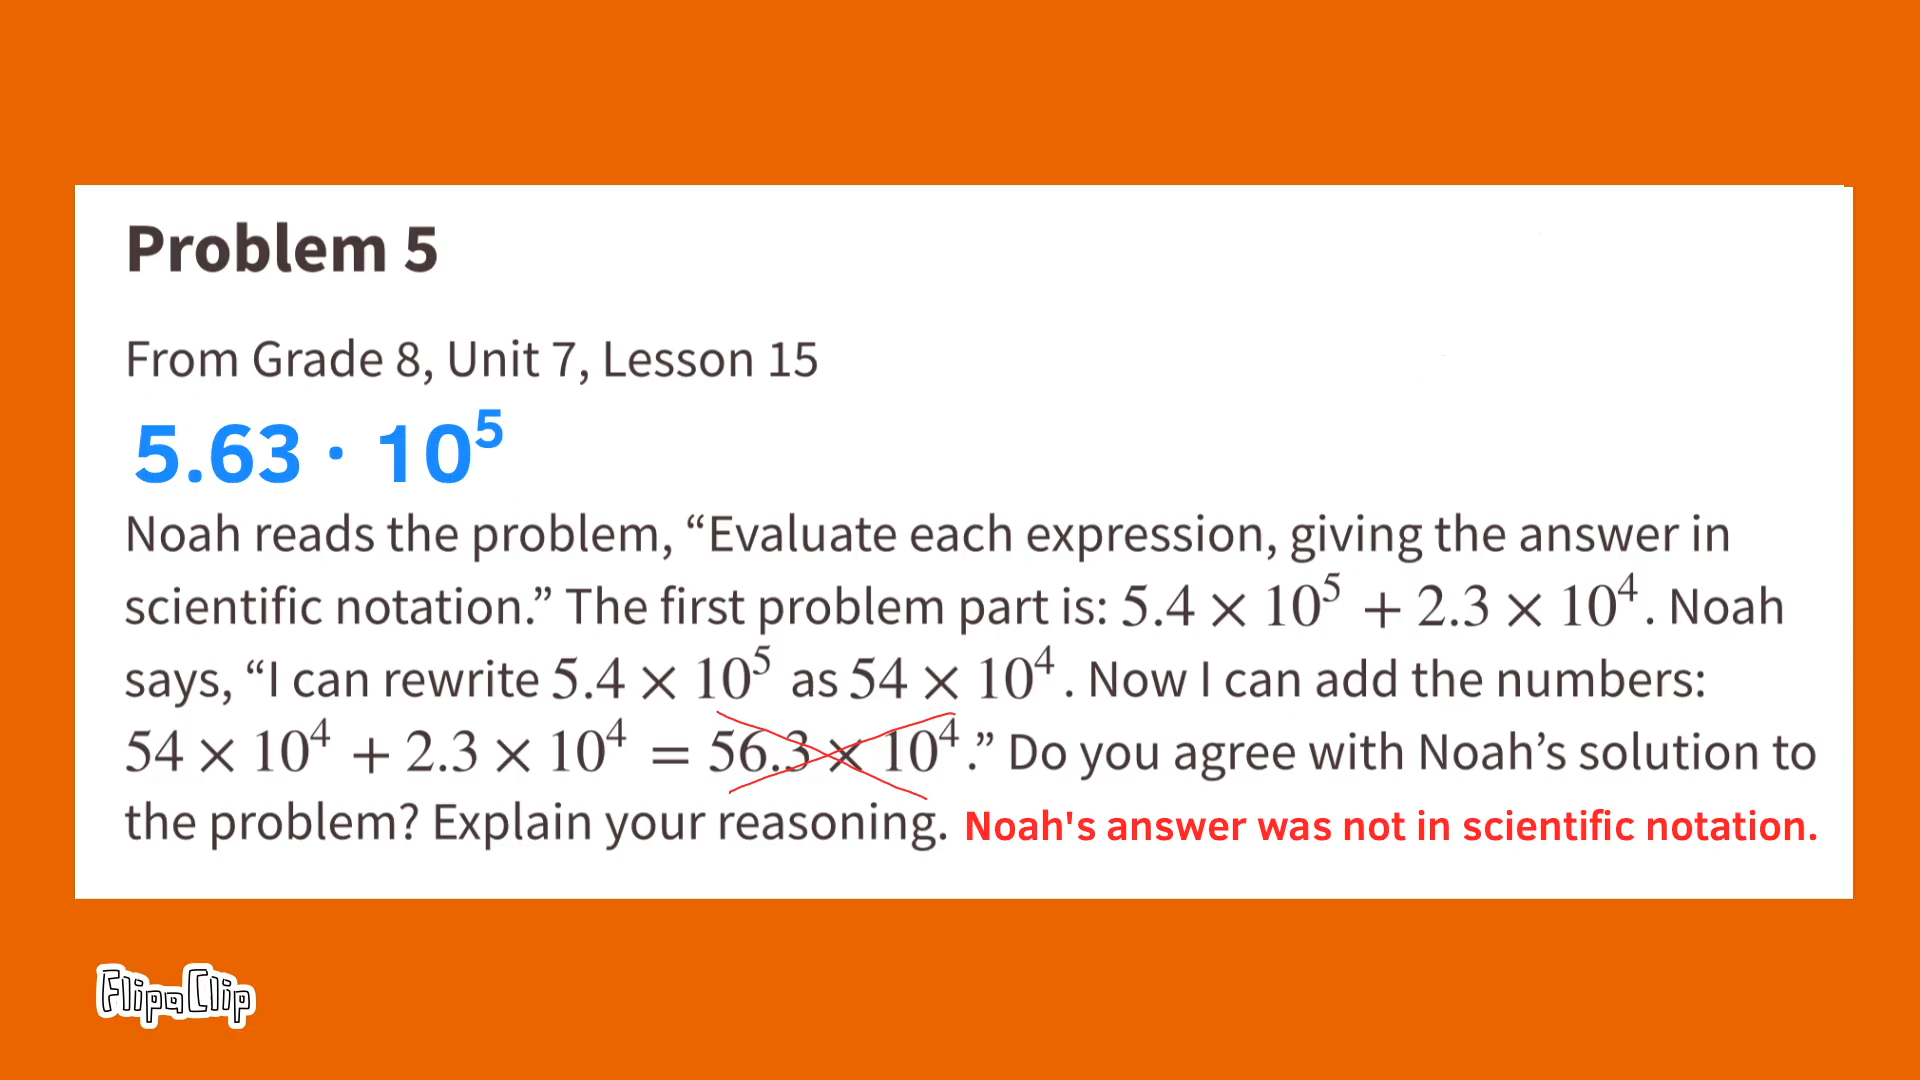 Problem 5
From Grade 8, Unit 7, Lesson 15
5.63 · 10⁵
Noah reads the problem, “Evaluate each expression, giving the answer in
scientific notation.” The first problem part is: 5.4 × 10⁵ + 2.3 × 10⁴. Noah
says, “I can rewrite 5.4 × 10⁵ as 54 × 10⁴. Now I can add the numbers:
54 × 10⁴ + 2.3 × 10⁴ = 56.3 × 10⁴.” Do you agree with Noah’s solution to
the problem? Explain your reasoning. Noah's answer was not in scientific notation.
FlipaClip